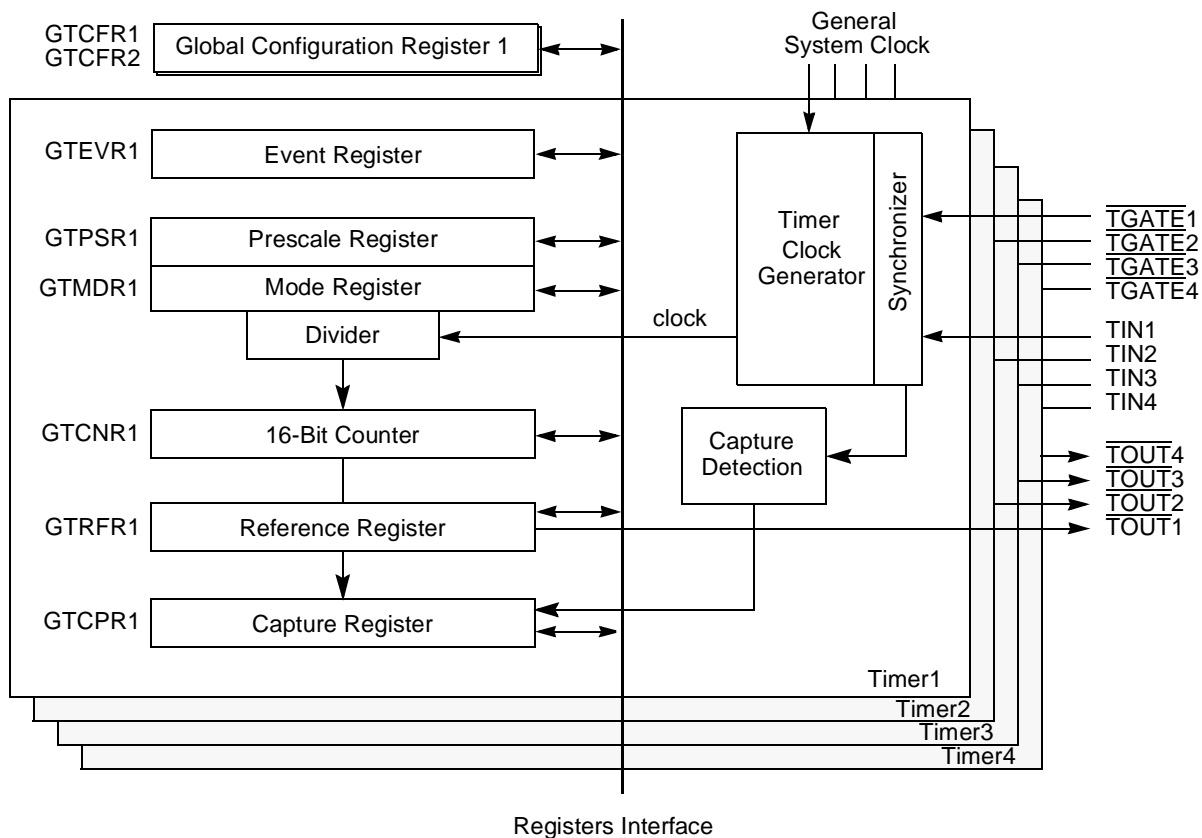 GTCFR1
GTCFR2
Global Configuration Register 1
General
System Clock
GTEVR1
Event Register
GTPSR1
Prescale Register
GTMDR1
Mode Register
Divider
clock
Timer
Clock
Generator
Synchronizer
TGATE1
TGATE2
TGATE3
TGATE4
TIN1
TIN2
TIN3
TIN4
GTCNR1
16-Bit Counter
Capture
Detection
TOUT4
TOUT3
TOUT2
TOUT1
GTRFR1
Reference Register
GTCPR1
Capture Register
Timer1
Timer2
Timer3
Timer4
Registers Interface